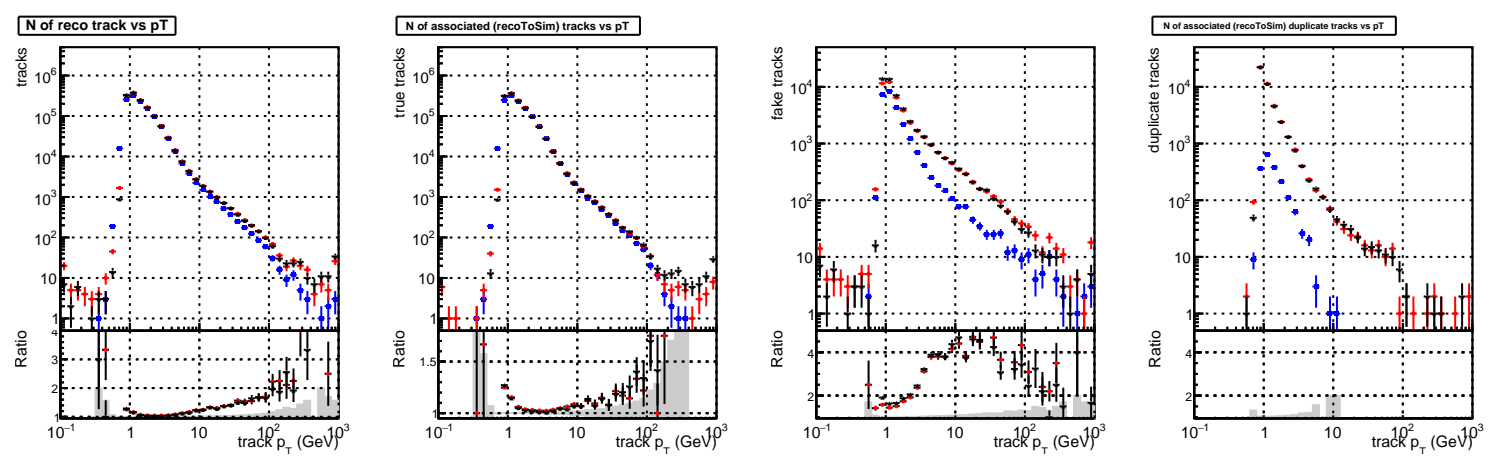 N of reco track vs pT
tracks
10^6
10^5
10^4
10^3
10^2
10
1
Ratio
4
3
2
1
10^−1 1 10 10^2 10^3
track p_T (GeV)
N of associated (recoToSim) tracks vs pT
true tracks
10^6
10^5
10^4
10^3
10^2
10
1
Ratio
1.5
1
10^−1 1 10 10^2 10^3
track p_T (GeV)
fake tracks
10^4
10^3
10^2
10
1
Ratio
4
2
10^−1 1 10 10^2 10^3
track p_T (GeV)
N of associated (recoToSim) duplicate tracks vs pT
duplicate tracks
10^4
10^3
10^2
10
1
Ratio
4
2
10^−1 1 10 10^2 10^3
track p_T (GeV)